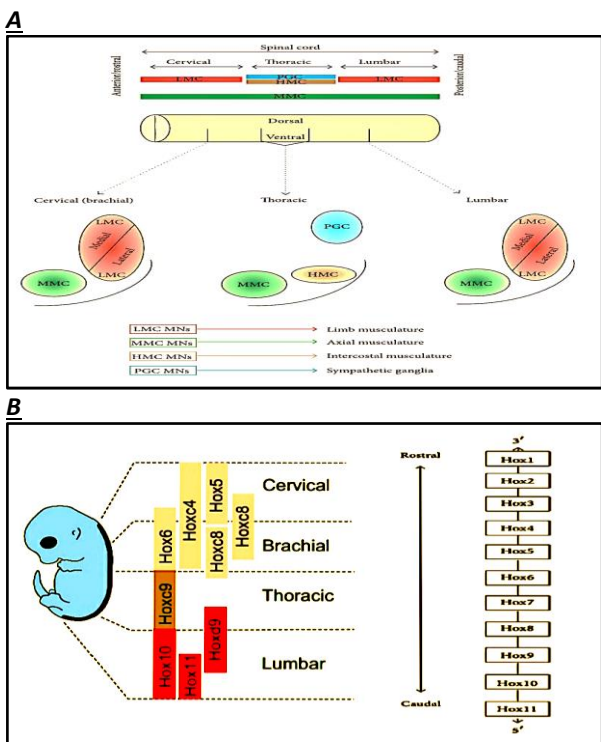 A
Spinal cord
Cervical Thoracic Lumbar
Anterior/rostral
LMC PGC LMC
HMC
MMC
Posterior/caudal
Dorsal
Ventral
Cervical (brachial) Thoracic Lumbar
LMC
Medial
Lateral
LMC
MMC
PGC
MMC
HMC
LMC
Medial
Lateral
LMC
MMC
LMC MNs Limb musculature
MMC MNs Axial musculature
HMC MNs Intercostal musculature
PGC MNs Sympathetic ganglia
B
Cervical
Brachial
Thoracic
Lumbar
Hox6
Hoxc9
Hox10
Hoxc4
Hox11
Hox5
Hoxc8
Hoxd9
Hoxc8
Rostral
Caudal
3'
Hox1
Hox2
Hox3
Hox4
Hox5
Hox6
Hox7
Hox8
Hox9
Hox10
Hox11
5'